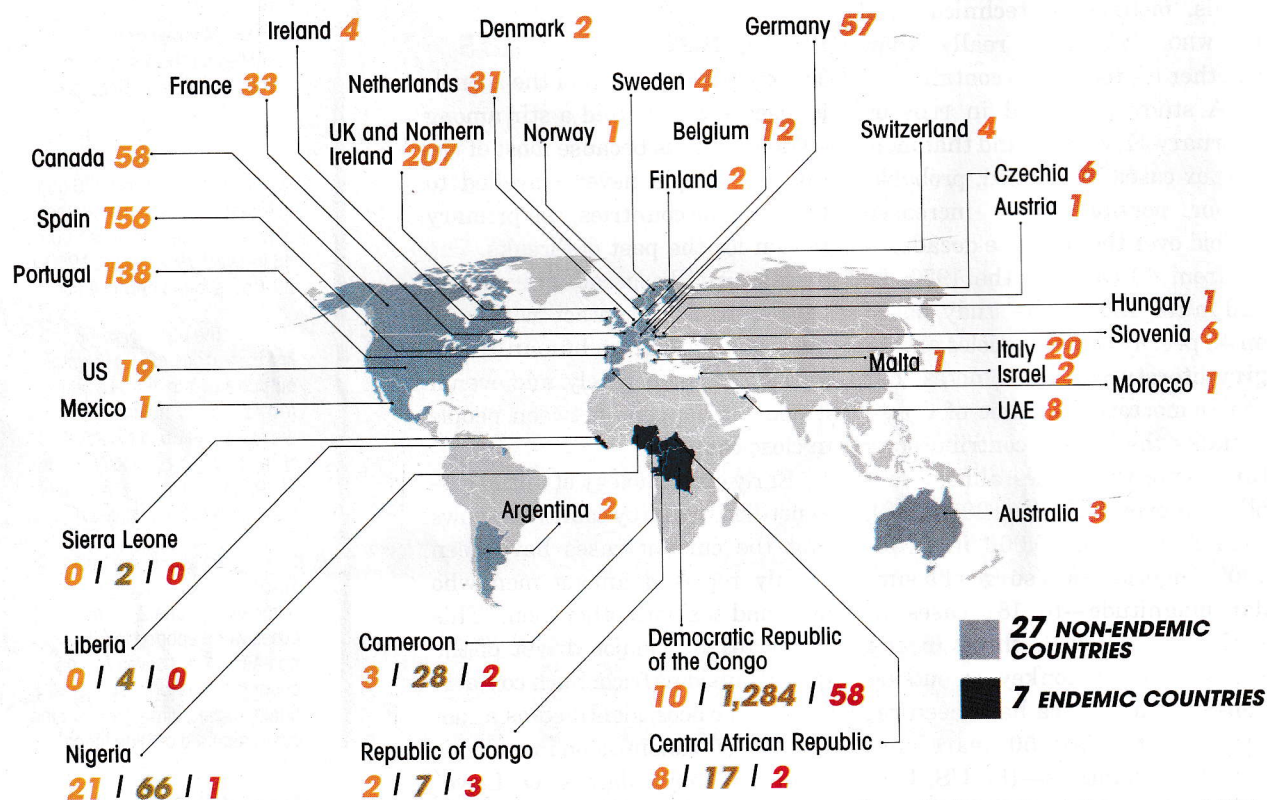 Ireland 4
Denmark 2
Germany 57
France 33
Netherlands 31
Sweden 4
UK and Northern
Ireland 207
Norway 1
Belgium 12
Switzerland 4
Canada 58
Finland 2
Czechia 6
Spain 156
Austria 1
Portugal 138
Hungary 1
Slovenia 6
US 19
Malta 1
Italy 20
Israel 2
Morocco 1
Mexico 1
UAE 8
Argentina 2
Australia 3
Sierra Leone
0 / 2 / 0
Liberia
0 / 4 / 0
Cameroon
3 / 28 / 2
Democratic Republic
of the Congo
10 / 1,284 / 58
27 NON-ENDEMIC
COUNTRIES
7 ENDEMIC COUNTRIES
Nigeria
21 / 66 / 1
Republic of Congo
2 / 7 / 3
Central African Republic
8 / 17 / 2